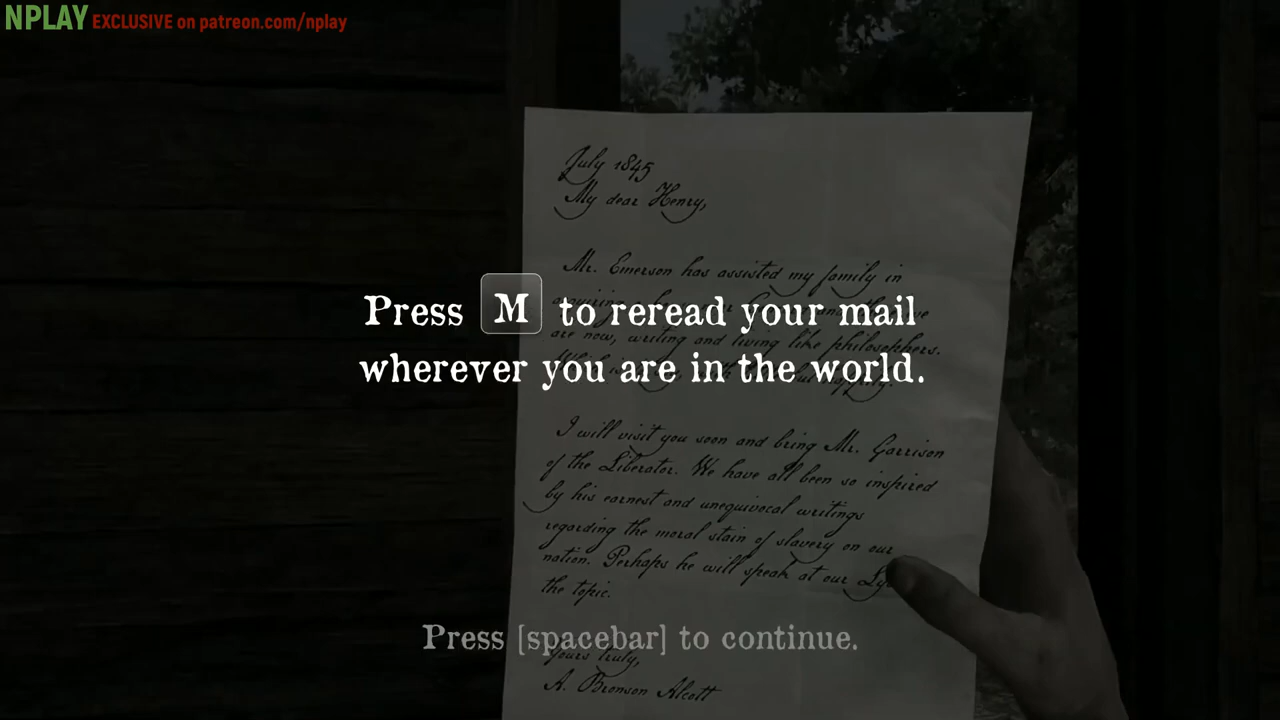 NPLAY EXCLUSIVE on patreon.com/nplay
July 1845
My dear Henry,
Mr. Emerson has assisted my family in
Press M to reread your mail
are now, writing and living like philosophers.
wherever you are in the world.
I will visit you soon and bring Mr. Garrison
of the Liberator. We have all been so inspired
by his earnest and unequivocal writings
regarding the moral stain of slavery on our
nation. Perhaps he will speak at our
the topic.
Press [spacebar] to continue.
Yours truly,
A. Bronson Alcott